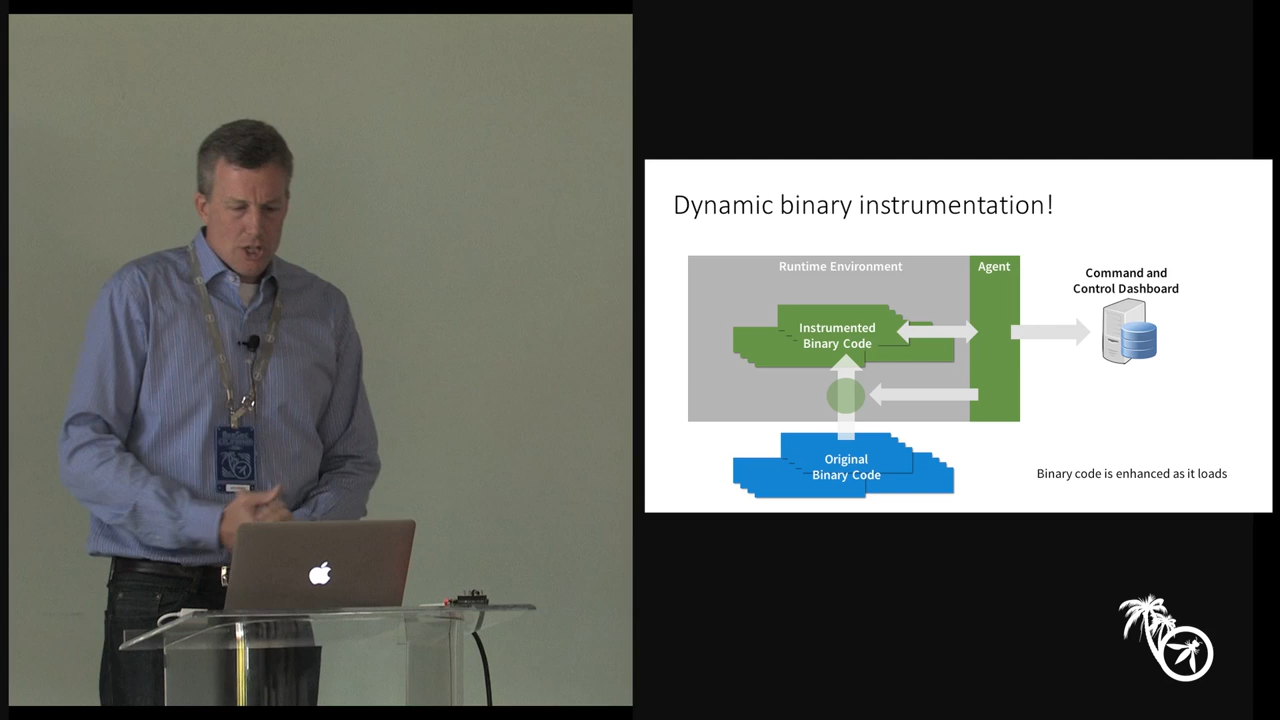 Dynamic binary instrumentation!
Runtime Environment
Agent
Command and
Control Dashboard
Instrumented
Binary Code
Original
Binary Code
Binary code is enhanced as it loads